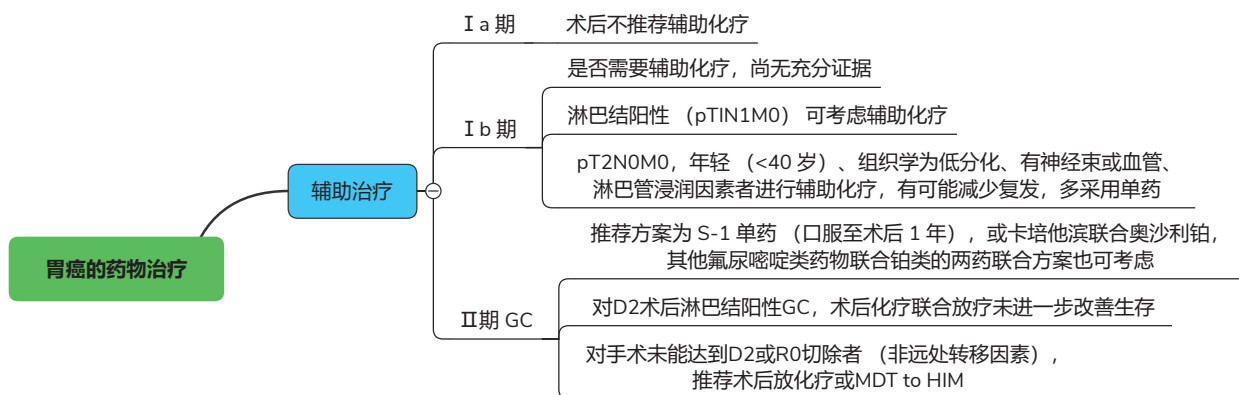 胃癌的药物治疗
辅助治疗
Ⅰa期
术后不推荐辅助化疗
Ⅰb期
是否需要辅助化疗，尚无充分证据
淋巴结阳性 （pTIN1M0） 可考虑辅助化疗
pT2N0M0，年轻 （<40 岁）、组织学为低分化、有神经束或血管、
淋巴管浸润因素者进行辅助化疗，有可能减少复发，多采用单药
Ⅱ期 GC
推荐方案为 S-1 单药 （口服至术后 1 年），或卡培他滨联合奥沙利铂，
其他氟尿嘧啶类药物联合铂类的两药联合方案也可考虑
对D2术后淋巴结阳性GC，术后化疗联合放疗未进一步改善生存
对手术未能达到D2或R0切除者 （非远处转移因素），
推荐术后放化疗或MDT to HIM